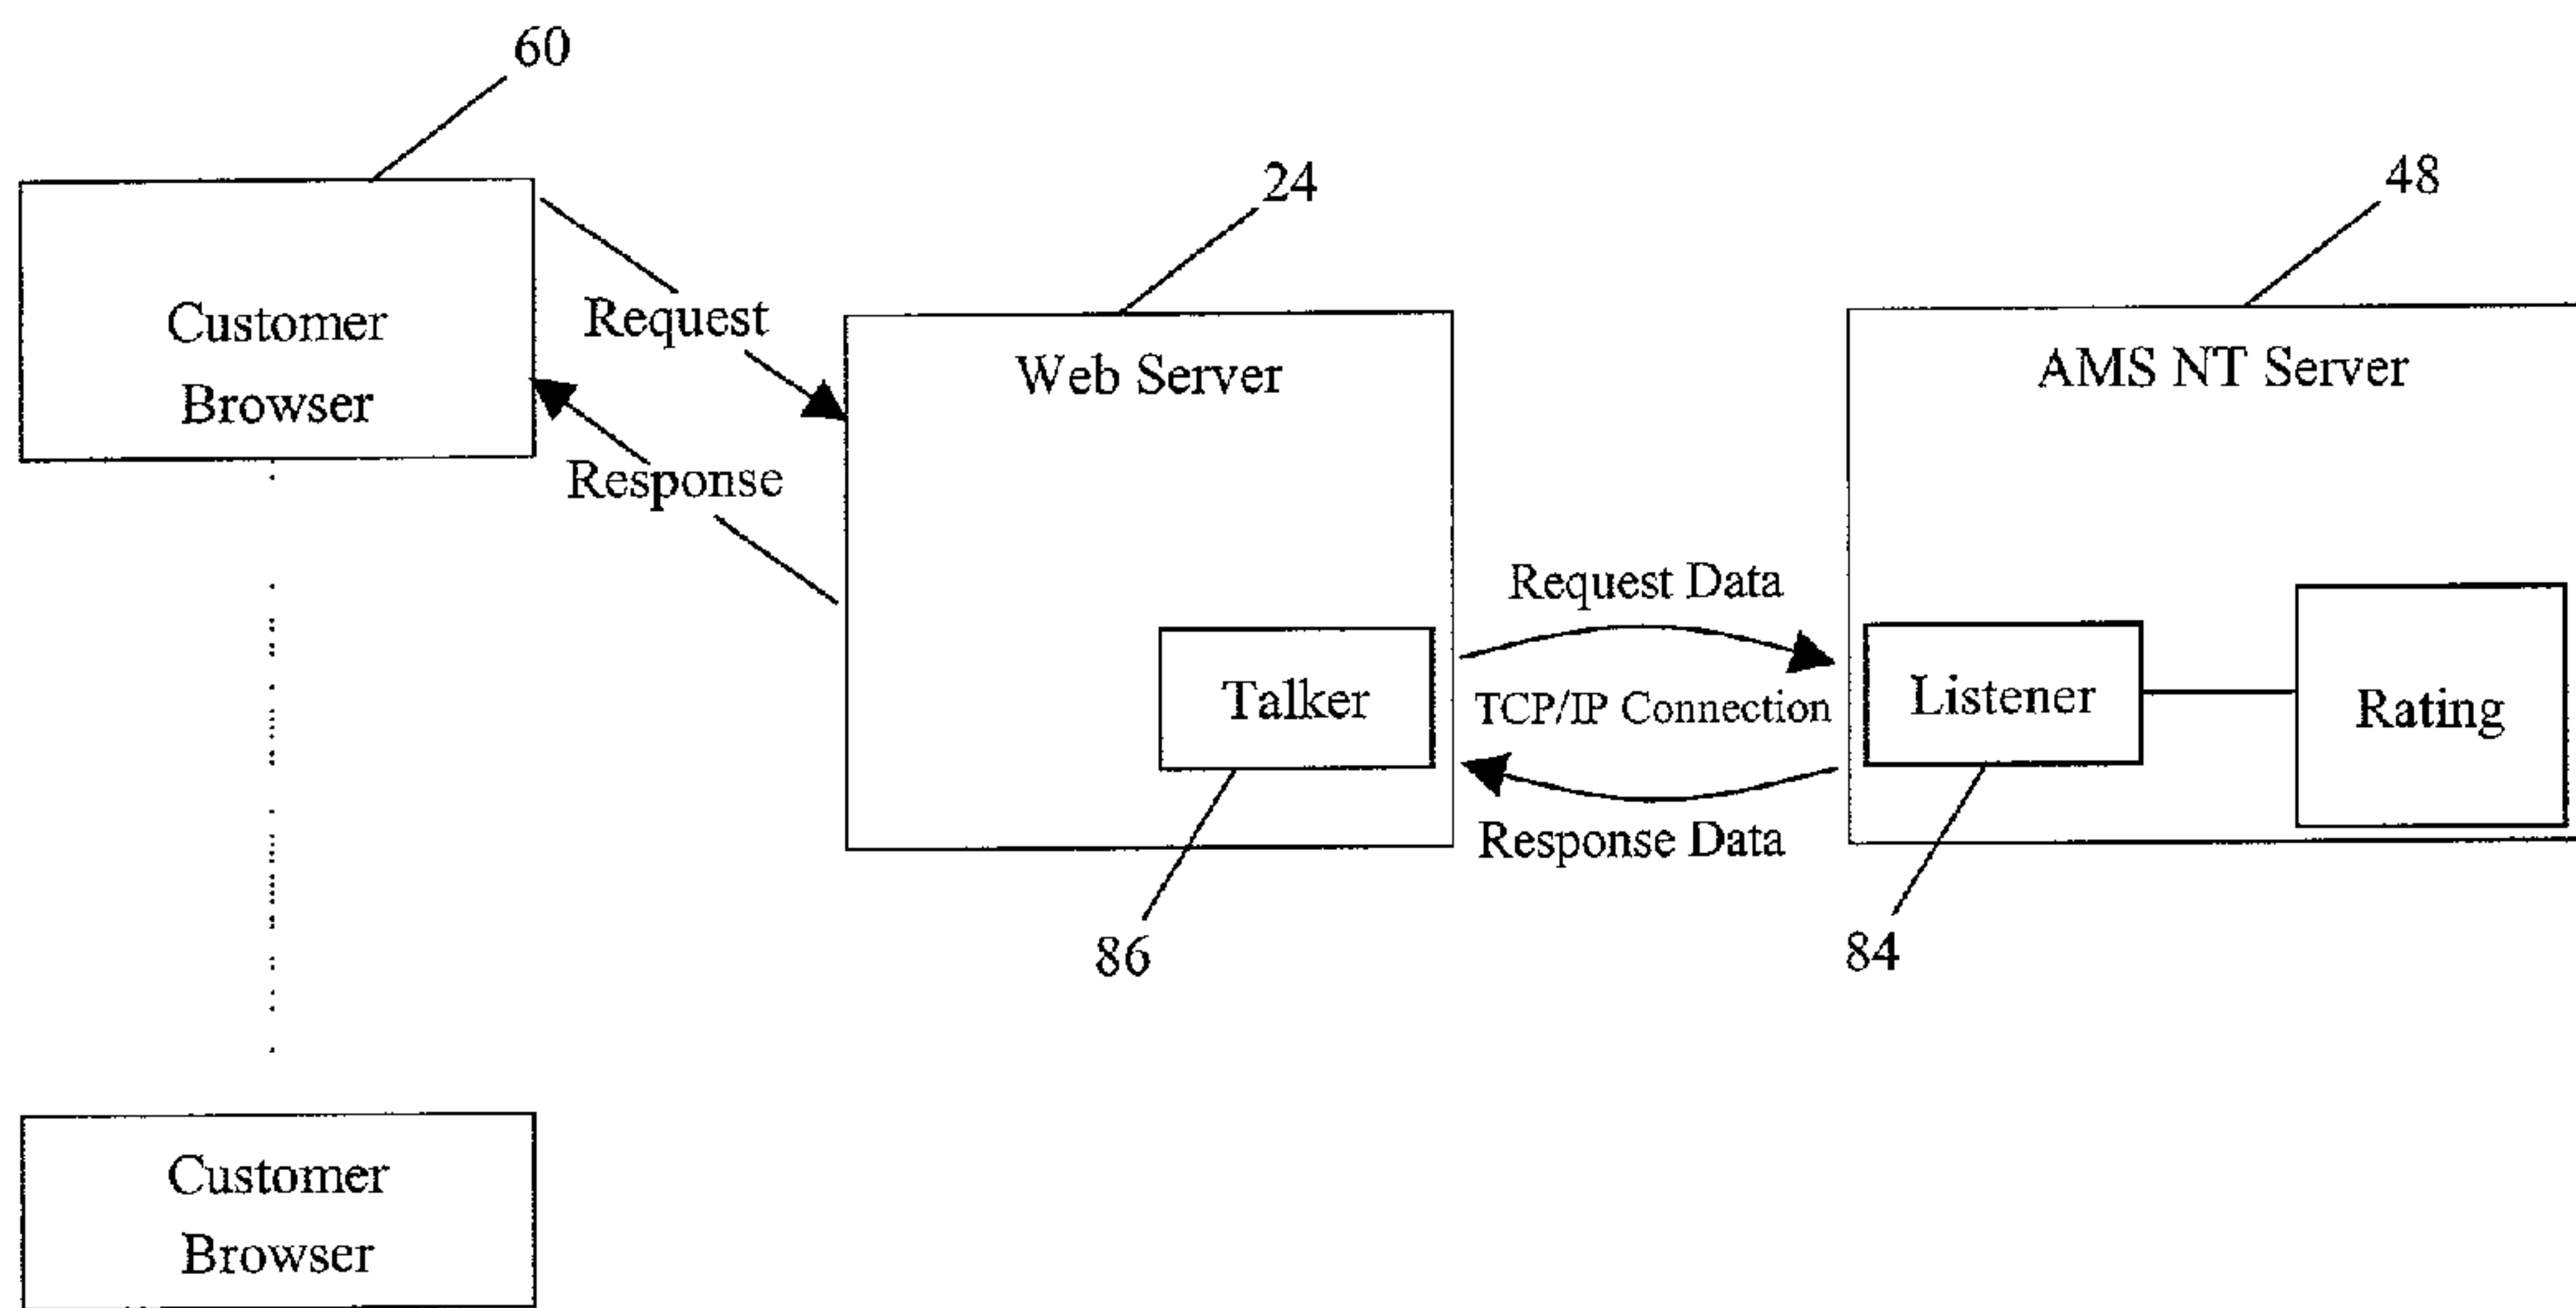 60
24
48
Customer
Browser
Request
Response
Web Server
AMS NT Server
Request Data
Talker
TCP/IP Connection
Listener
Rating
Response Data
86
84
Customer
Browser